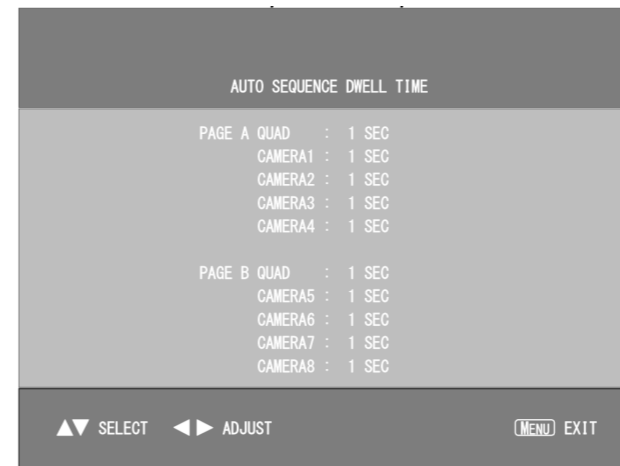 AUTO SEQUENCE DWELL TIME
PAGE A QUAD : 1 SEC
CAMERA1 : 1 SEC
CAMERA2 : 1 SEC
CAMERA3 : 1 SEC
CAMERA4 : 1 SEC
PAGE B QUAD : 1 SEC
CAMERA5 : 1 SEC
CAMERA6 : 1 SEC
CAMERA7 : 1 SEC
CAMERA8 : 1 SEC
▲▼ SELECT ◀▶ ADJUST MENU EXIT